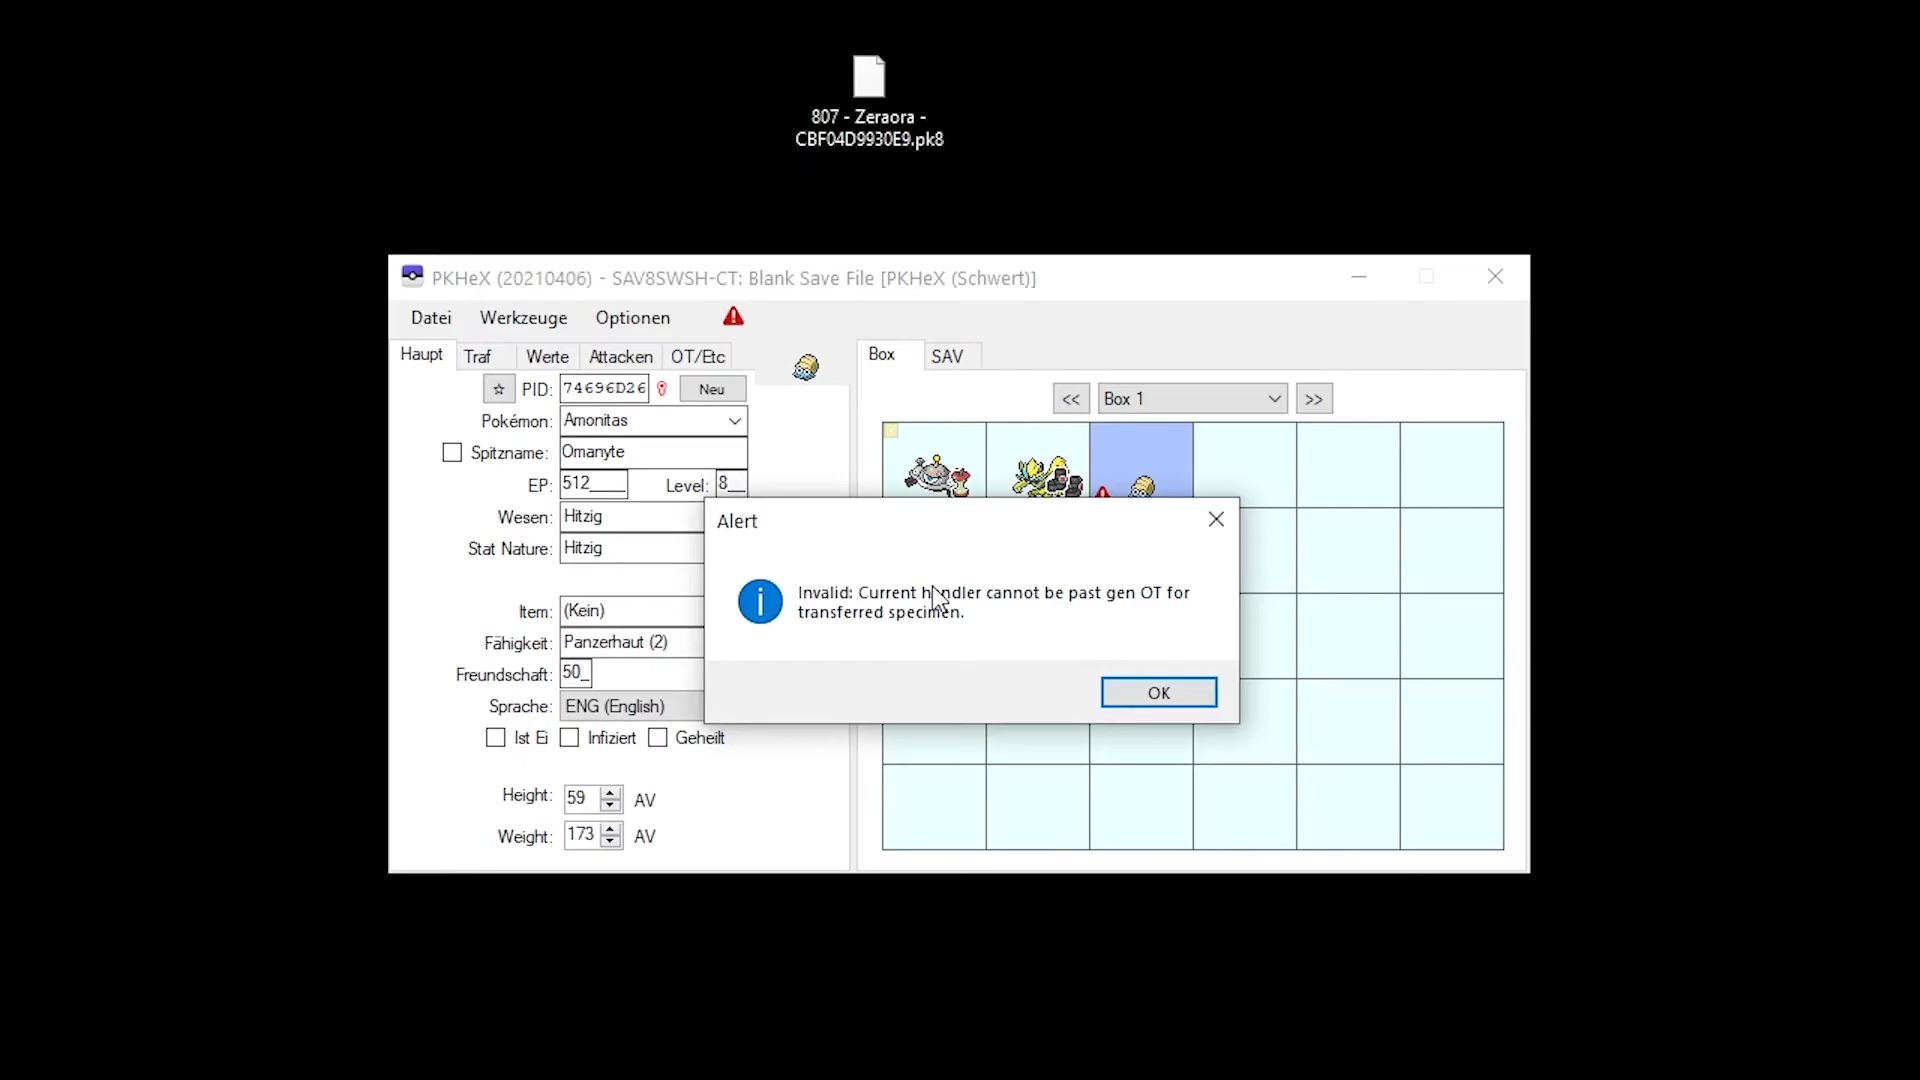 807 - Zeraora -
CBF04D9930E9.pk8
PKHeX (20210406) - SAV8SWSH-CT: Blank Save File [PKHeX (Schwert)]
Datei Werkzeuge Optionen
Haupt Traf Werte Attacken OT/Etc
Box SAV
PID: 74696D26 Neu
<< Box 1 >>
Pokémon: Amonitas
Spitzname: Omanyte
EP: 512____ Level: 8__
Wesen: Hitzig
Stat Nature: Hitzig
Alert
Invalid: Current handler cannot be past gen OT for
transferred specimen.
OK
Item: (Kein)
Fähigkeit: Panzerhaut (2)
Freundschaft: 50_
Sprache: ENG (English)
Ist Ei Infiziert Geheilt
Height: 59 AV
Weight: 173 AV